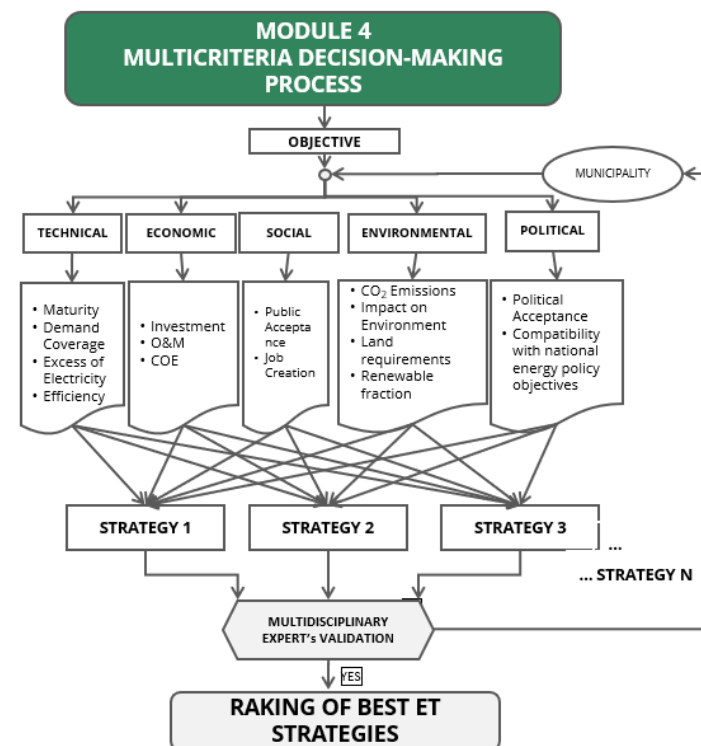 MODULE 4
MULTICRITERIA DECISION-MAKING
PROCESS
OBJECTIVE
MUNICIPALITY
TECHNICAL
ECONOMIC
SOCIAL
ENVIRONMENTAL
POLITICAL
• Maturity
• Demand
Coverage
• Excess of
Electricity
• Efficiency
• Investment
• O&M
• COE
• Public
Accepta
nce
• Job
Creation
• CO₂ Emissions
• Impact on
Environment
• Land
requirements
• Renewable
fraction
• Political
Acceptance
• Compatibility
with national
energy policy
objectives
STRATEGY 1
STRATEGY 2
STRATEGY 3
...
... STRATEGY N
MULTIDISCIPLINARY
EXPERT's VALIDATION
YES
RAKING OF BEST ET
STRATEGIES